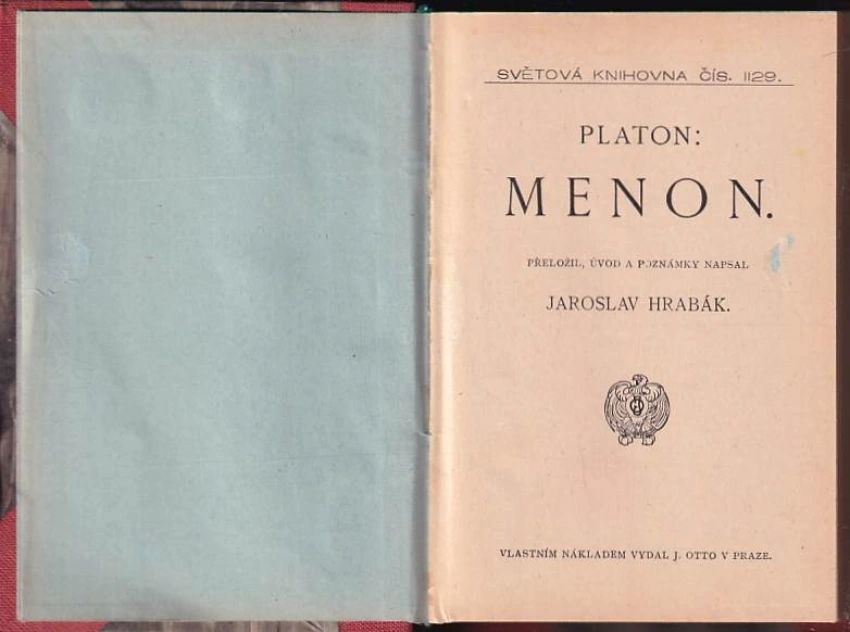 SVĚTOVÁ KNIHOVNA ČÍS. 1129.
PLATON:
MENON.
PŘELOŽIL, ÚVOD A POZNÁMKY NAPSAL
JAROSLAV HRABÁK.
VLASTNÍM NÁKLADEM VYDAL J. OTTO V PRAZE.